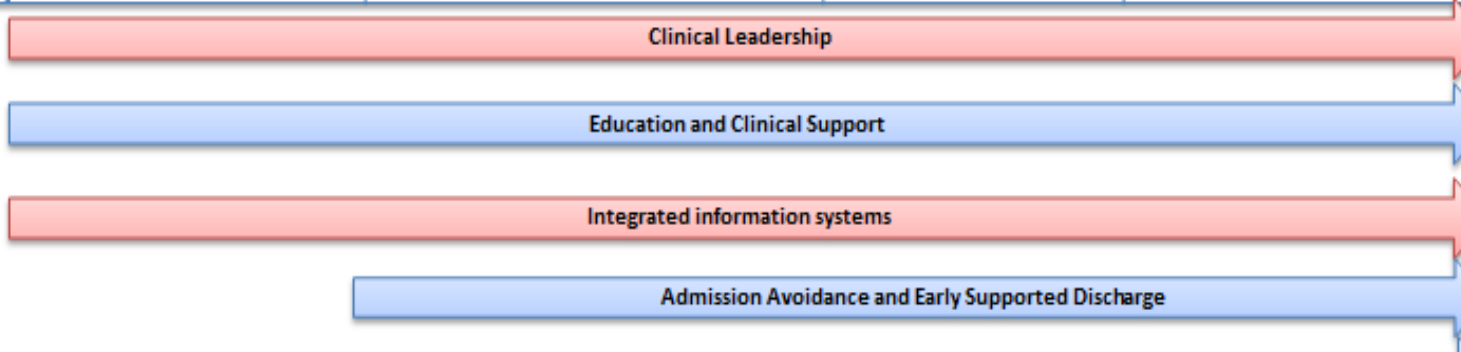 Clinical Leadership
Education and Clinical Support
Integrated information systems
Admission Avoidance and Early Supported Discharge